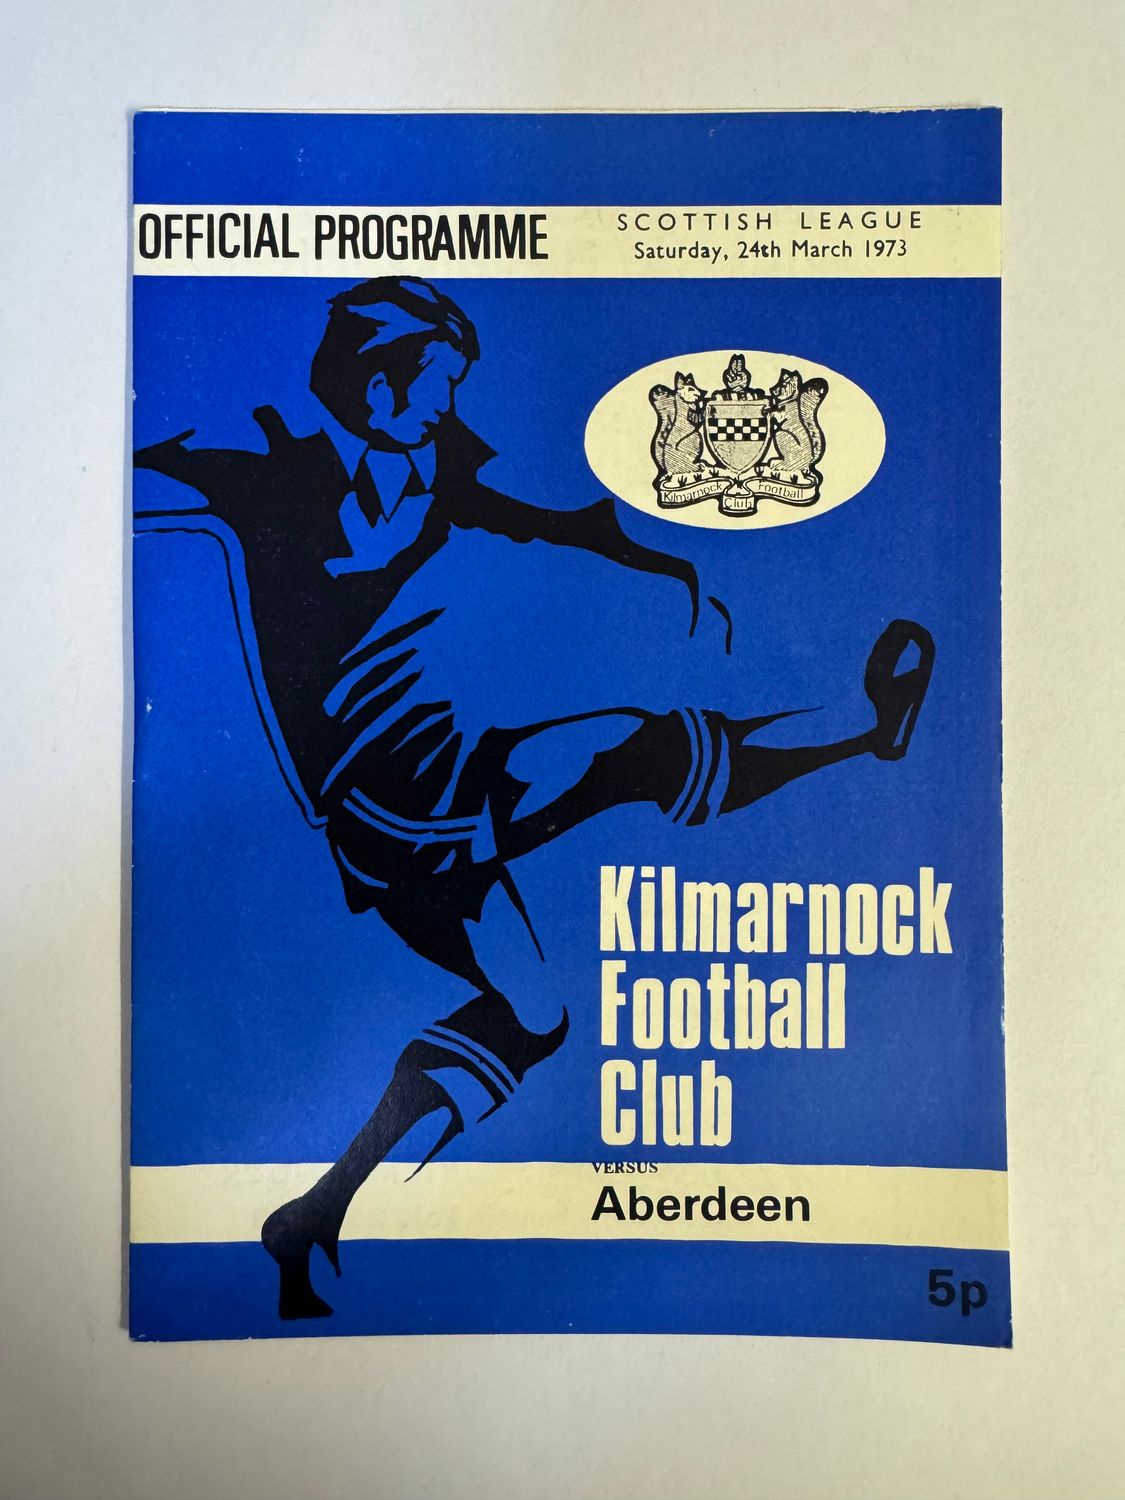 OFFICIAL PROGRAMME
SCOTTISH LEAGUE
Saturday, 24th March 1973
Kilmarnock Football
Club
Kilmarnock
Football
Club
VERSUS
Aberdeen
5p